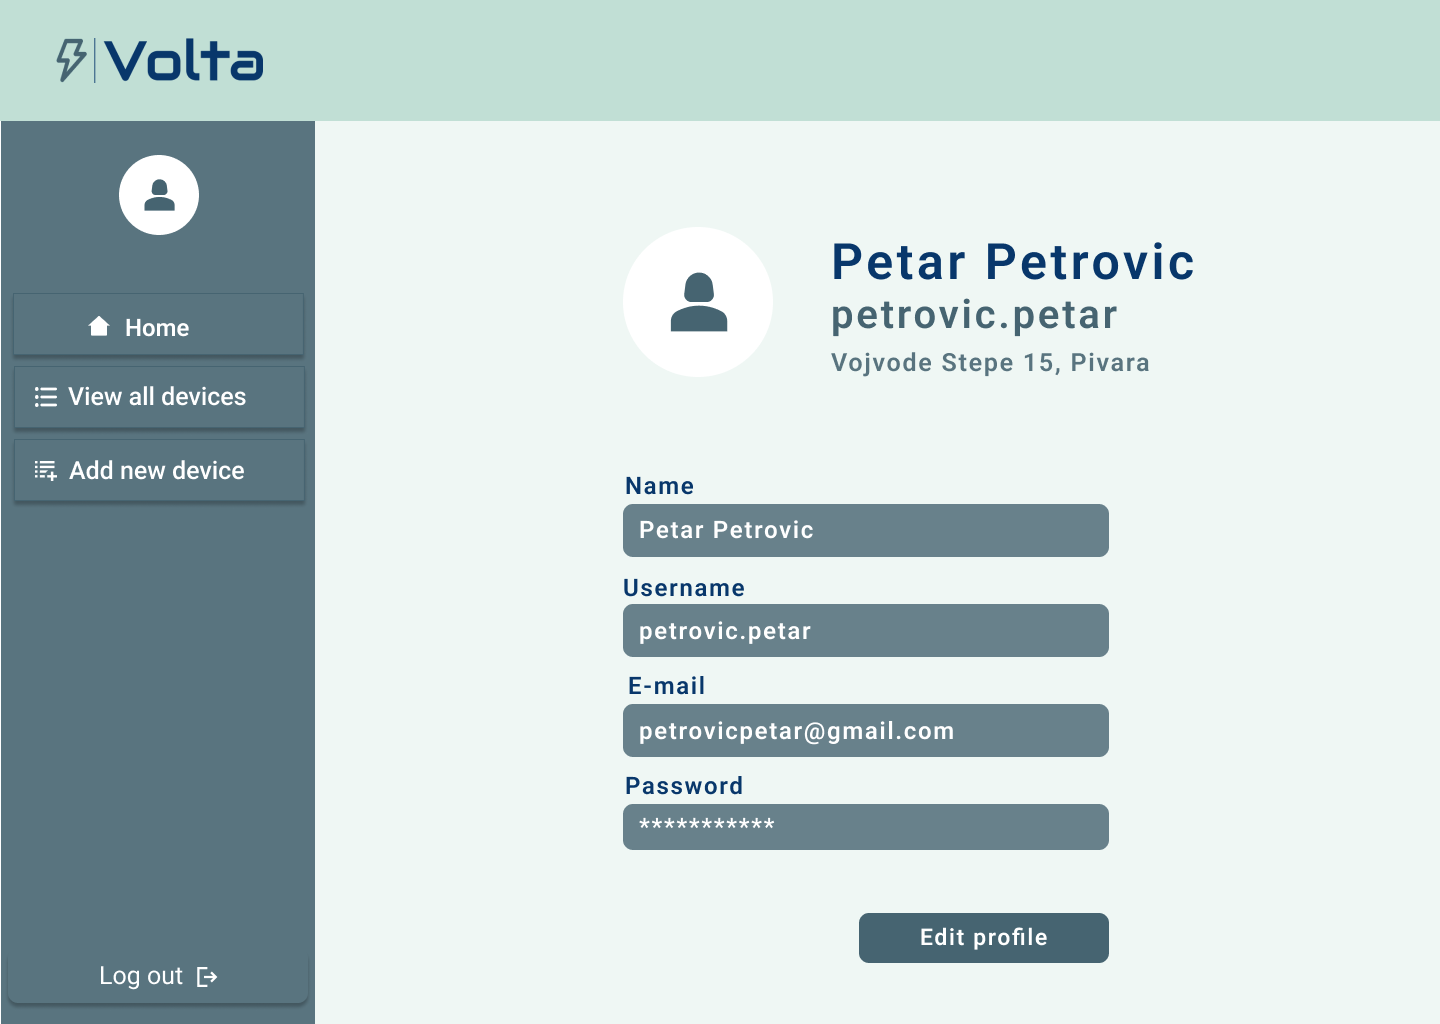 Volta
Home
View all devices
Add new device
Log out
Petar Petrovic
petrovic.petar
Vojvode Stepe 15, Pivara
Name
Petar Petrovic
Username
petrovic.petar
E-mail
petrovicpetar@gmail.com
Password
***********
Edit profile